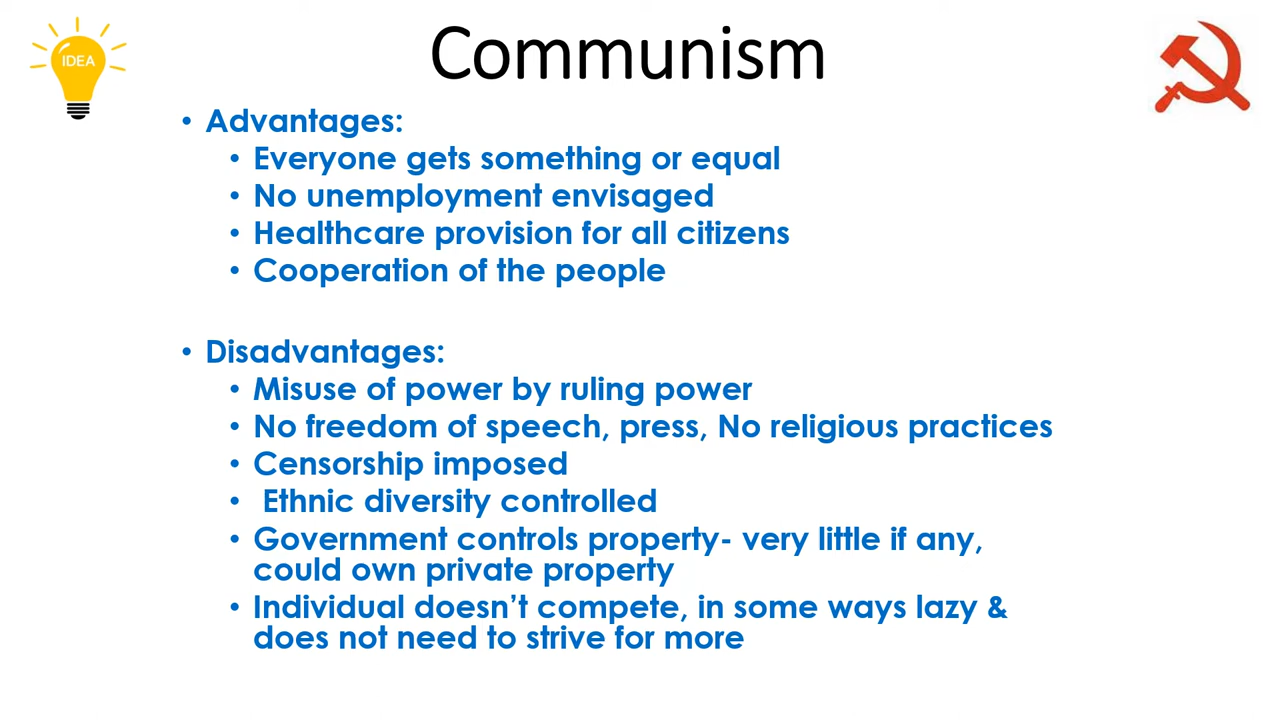 IDEA
Communism
• Advantages:
• Everyone gets something or equal
• No unemployment envisaged
• Healthcare provision for all citizens
• Cooperation of the people
• Disadvantages:
• Misuse of power by ruling power
• No freedom of speech, press, No religious practices
• Censorship imposed
• Ethnic diversity controlled
• Government controls property- very little if any,
could own private property
• Individual doesn’t compete, in some ways lazy &
does not need to strive for more